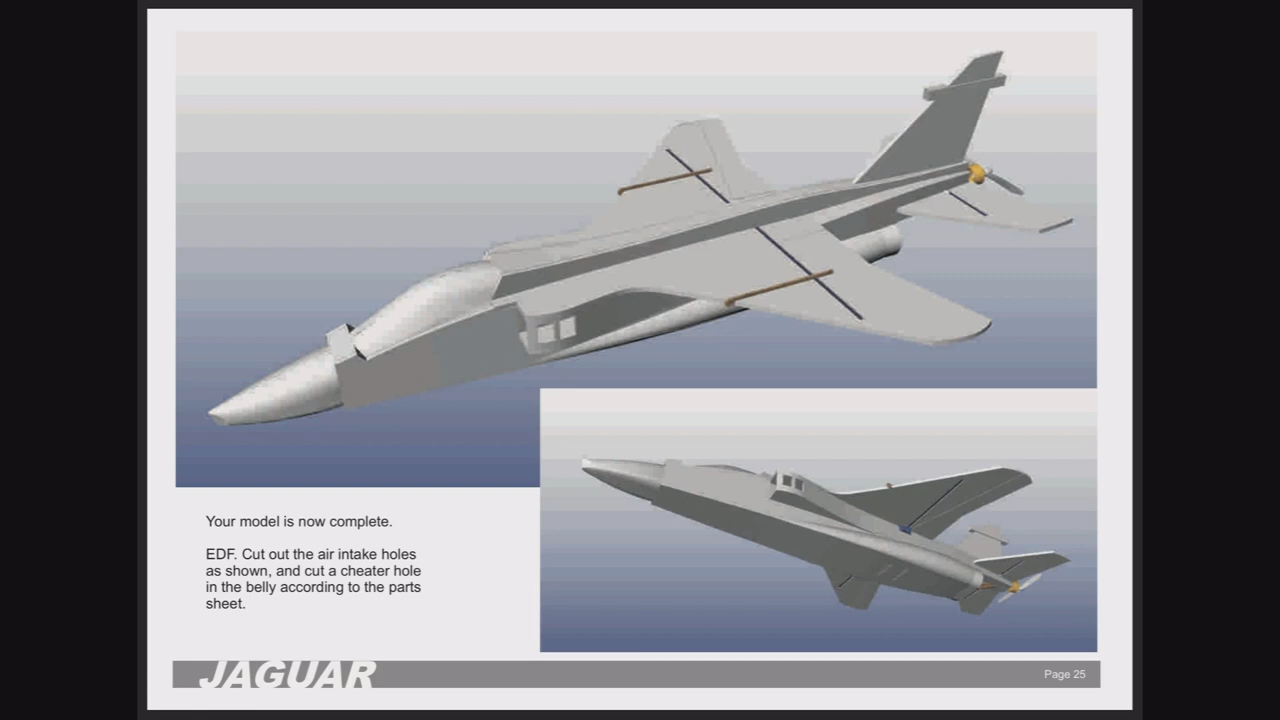 Your model is now complete.
EDF. Cut out the air intake holes
as shown, and cut a cheater hole
in the belly according to the parts
sheet.
JAGUAR
Page 25